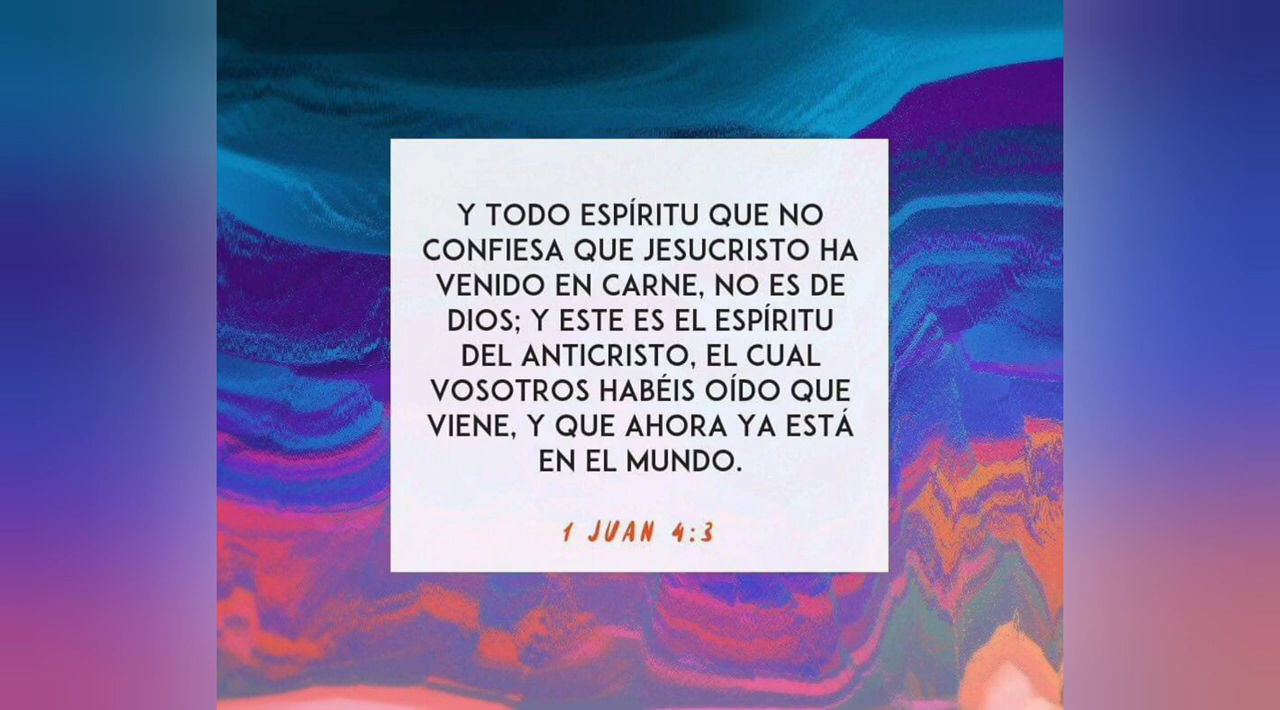 Y TODO ESPÍRITU QUE NO
CONFIESA QUE JESUCRISTO HA
VENIDO EN CARNE, NO ES DE
DIOS; Y ESTE ES EL ESPÍRITU
DEL ANTICRISTO, EL CUAL
VOSOTROS HABÉIS OÍDO QUE
VIENE, Y QUE AHORA YA ESTÁ
EN EL MUNDO.
1 JUAN 4:3